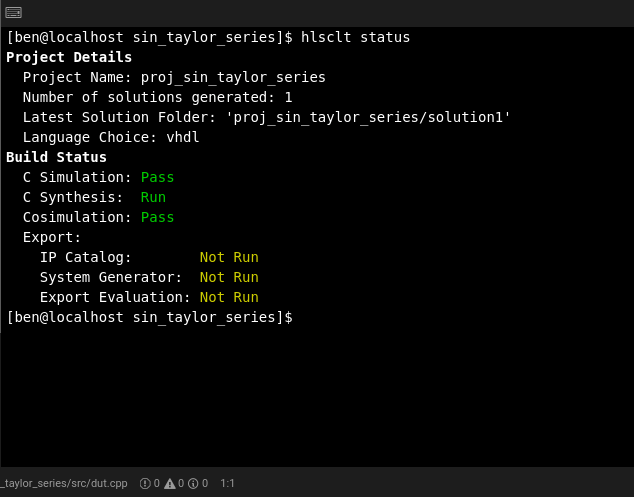 [ben@localhost sin_taylor_series]$ hlsclt status
Project Details
  Project Name: proj_sin_taylor_series
  Number of solutions generated: 1
  Latest Solution Folder: 'proj_sin_taylor_series/solution1'
  Language Choice: vhdl
Build Status
  C Simulation: Pass
  C Synthesis:  Run
  Cosimulation: Pass
  Export:
    IP Catalog:        Not Run
    System Generator:  Not Run
    Export Evaluation: Not Run
[ben@localhost sin_taylor_series]$
_taylor_series/src/dut.cpp 0 0 0 1:1